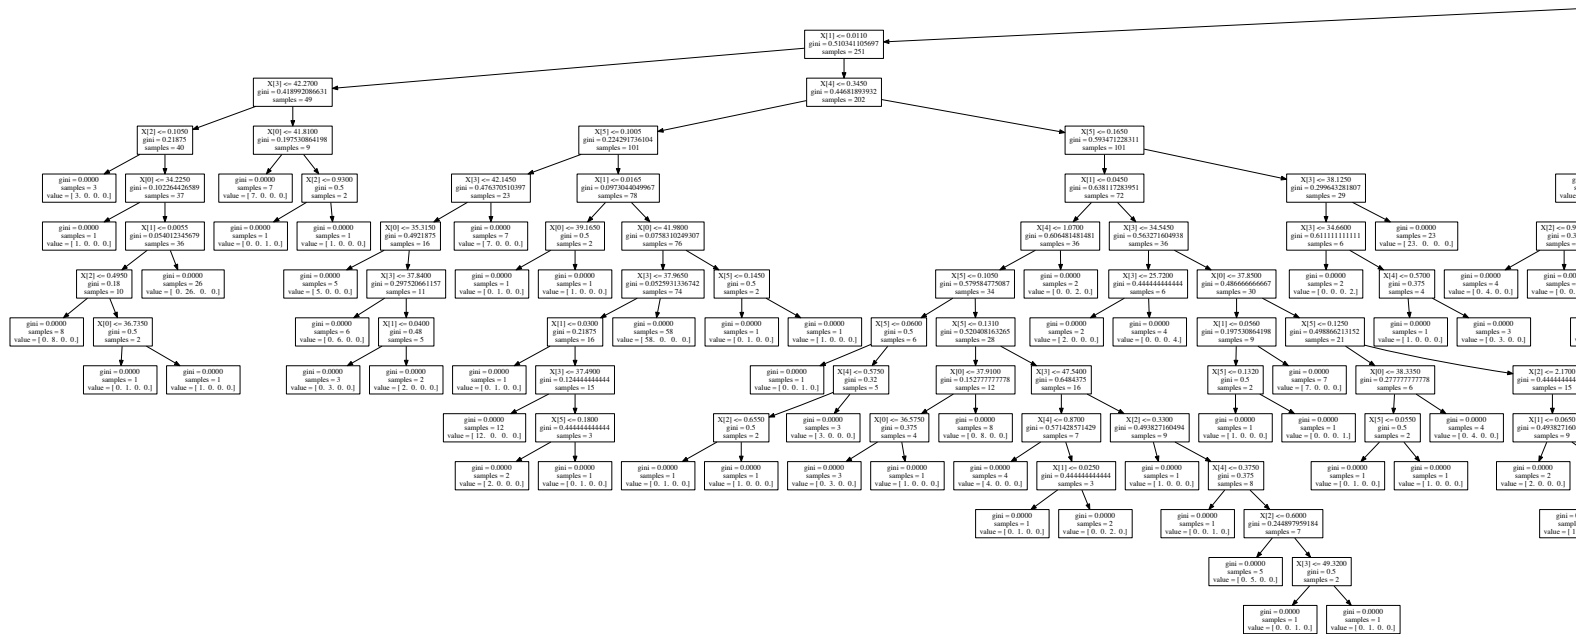 X[1] <= 0.0110
gini = 0.510341105697
samples = 251
X[3] <= 42.2700
gini = 0.418992086631
samples = 49
X[4] <= 0.3450
gini = 0.44681893932
samples = 202
X[2] <= 0.1050
gini = 0.21875
samples = 40
X[0] <= 41.8100
gini = 0.197530864198
samples = 9
X[5] <= 0.1005
gini = 0.224291736104
samples = 101
X[5] <= 0.1650
gini = 0.593471228311
samples = 101
gini = 0.0000
samples = 3
value = [ 3. 0. 0. 0.]
X[0] <= 34.2250
gini = 0.102264426589
samples = 37
gini = 0.0000
samples = 7
value = [ 7. 0. 0. 0.]
X[2] <= 0.9300
gini = 0.5
samples = 2
X[3] <= 42.1450
gini = 0.476370510397
samples = 23
X[1] <= 0.0165
gini = 0.0973044049967
samples = 78
X[1] <= 0.0450
gini = 0.638117283951
samples = 72
X[3] <= 38.1250
gini = 0.299643281807
samples = 29
gini = 0.0000
samples = 1
value = [ 1. 0. 0. 0.]
X[1] <= 0.0055
gini = 0.054012345679
samples = 36
gini = 0.0000
samples = 1
value = [ 0. 0. 1. 0.]
gini = 0.0000
samples = 1
value = [ 1. 0. 0. 0.]
X[0] <= 35.3150
gini = 0.4921875
samples = 16
gini = 0.0000
samples = 7
value = [ 7. 0. 0. 0.]
X[0] <= 39.1650
gini = 0.5
samples = 2
X[0] <= 41.9800
gini = 0.0758310249307
samples = 76
X[4] <= 1.0700
gini = 0.606481481481
samples = 36
X[3] <= 34.5450
gini = 0.563271604938
samples = 36
X[3] <= 34.6600
gini = 0.611111111111
samples = 6
gini = 0.0000
samples = 23
value = [ 23. 0. 0. 0.]
X[2] <= 0.4950
gini = 0.18
samples = 10
gini = 0.0000
samples = 26
value = [ 0. 26. 0. 0.]
gini = 0.0000
samples = 5
value = [ 5. 0. 0. 0.]
X[3] <= 37.8400
gini = 0.297520661157
samples = 11
gini = 0.0000
samples = 1
value = [ 0. 1. 0. 0.]
gini = 0.0000
samples = 1
value = [ 1. 0. 0. 0.]
X[3] <= 37.9650
gini = 0.0525931336742
samples = 74
X[5] <= 0.1450
gini = 0.5
samples = 2
X[5] <= 0.1050
gini = 0.579584775087
samples = 34
gini = 0.0000
samples = 2
value = [ 0. 0. 2. 0.]
X[3] <= 25.7200
gini = 0.444444444444
samples = 6
X[0] <= 37.8500
gini = 0.486666666667
samples = 30
gini = 0.0000
samples = 2
value = [ 0. 0. 0. 2.]
X[4] <= 0.5700
gini = 0.375
samples = 4
gini = 0.0000
samples = 4
value = [ 0. 4. 0. 0.]
gini = 0.0000
samples = 8
value = [ 0. 8. 0. 0.]
X[0] <= 36.7350
gini = 0.5
samples = 2
gini = 0.0000
samples = 6
value = [ 0. 6. 0. 0.]
X[1] <= 0.0400
gini = 0.48
samples = 5
X[1] <= 0.0300
gini = 0.21875
samples = 16
gini = 0.0000
samples = 58
value = [ 58. 0. 0. 0.]
gini = 0.0000
samples = 1
value = [ 0. 1. 0. 0.]
gini = 0.0000
samples = 1
value = [ 1. 0. 0. 0.]
X[5] <= 0.0600
gini = 0.5
samples = 6
X[5] <= 0.1310
gini = 0.520408163265
samples = 28
gini = 0.0000
samples = 2
value = [ 2. 0. 0. 0.]
gini = 0.0000
samples = 4
value = [ 0. 0. 0. 4.]
X[1] <= 0.0560
gini = 0.197530864198
samples = 9
X[5] <= 0.1250
gini = 0.498866213152
samples = 21
gini = 0.0000
samples = 1
value = [ 1. 0. 0. 0.]
gini = 0.0000
samples = 3
value = [ 0. 3. 0. 0.]
gini = 0.0000
samples = 1
value = [ 0. 1. 0. 0.]
gini = 0.0000
samples = 1
value = [ 1. 0. 0. 0.]
gini = 0.0000
samples = 3
value = [ 0. 3. 0. 0.]
gini = 0.0000
samples = 2
value = [ 2. 0. 0. 0.]
gini = 0.0000
samples = 1
value = [ 0. 1. 0. 0.]
X[3] <= 37.4900
gini = 0.124444444444
samples = 15
gini = 0.0000
samples = 1
value = [ 0. 0. 1. 0.]
X[4] <= 0.5750
gini = 0.32
samples = 5
X[0] <= 37.9100
gini = 0.152777777778
samples = 12
X[3] <= 47.5400
gini = 0.6484375
samples = 16
X[5] <= 0.1320
gini = 0.5
samples = 2
gini = 0.0000
samples = 7
value = [ 7. 0. 0. 0.]
X[0] <= 38.3350
gini = 0.277777777778
samples = 6
X[2] <= 2.1700
gini = 0.44444444
samples = 15
gini = 0.0000
samples = 12
value = [ 12. 0. 0. 0.]
X[5] <= 0.1800
gini = 0.444444444444
samples = 3
X[2] <= 0.6550
gini = 0.5
samples = 2
gini = 0.0000
samples = 3
value = [ 3. 0. 0. 0.]
X[0] <= 36.5750
gini = 0.375
samples = 4
gini = 0.0000
samples = 8
value = [ 0. 8. 0. 0.]
X[4] <= 0.8700
gini = 0.571428571429
samples = 7
X[2] <= 0.3300
gini = 0.493827160494
samples = 9
gini = 0.0000
samples = 1
value = [ 1. 0. 0. 0.]
gini = 0.0000
samples = 1
value = [ 0. 0. 0. 1.]
X[5] <= 0.0550
gini = 0.5
samples = 2
gini = 0.0000
samples = 4
value = [ 0. 4. 0. 0.]
X[1] <= 0.0650
gini = 0.493827160
samples = 9
gini = 0.0000
samples = 2
value = [ 2. 0. 0. 0.]
gini = 0.0000
samples = 1
value = [ 0. 1. 0. 0.]
gini = 0.0000
samples = 1
value = [ 0. 1. 0. 0.]
gini = 0.0000
samples = 1
value = [ 1. 0. 0. 0.]
gini = 0.0000
samples = 3
value = [ 0. 3. 0. 0.]
gini = 0.0000
samples = 1
value = [ 1. 0. 0. 0.]
gini = 0.0000
samples = 4
value = [ 4. 0. 0. 0.]
X[1] <= 0.0250
gini = 0.444444444444
samples = 3
gini = 0.0000
samples = 1
value = [ 1. 0. 0. 0.]
X[4] <= 0.3750
gini = 0.375
samples = 8
gini = 0.0000
samples = 1
value = [ 0. 1. 0. 0.]
gini = 0.0000
samples = 1
value = [ 1. 0. 0. 0.]
gini = 0.0000
samples = 2
value = [ 2. 0. 0. 0.]
gini = 0.0000
samples = 1
value = [ 0. 1. 0. 0.]
gini = 0.0000
samples = 2
value = [ 0. 0. 2. 0.]
gini = 0.0000
samples = 1
value = [ 0. 0. 1. 0.]
X[2] <= 0.6000
gini = 0.244897959184
samples = 7
gini = 0.0000
samples = 5
value = [ 0. 5. 0. 0.]
X[3] <= 49.3200
gini = 0.5
samples = 2
gini = 0.0000
samples = 1
value = [ 0. 0. 1. 0.]
gini = 0.0000
samples = 1
value = [ 0. 1. 0. 0.]